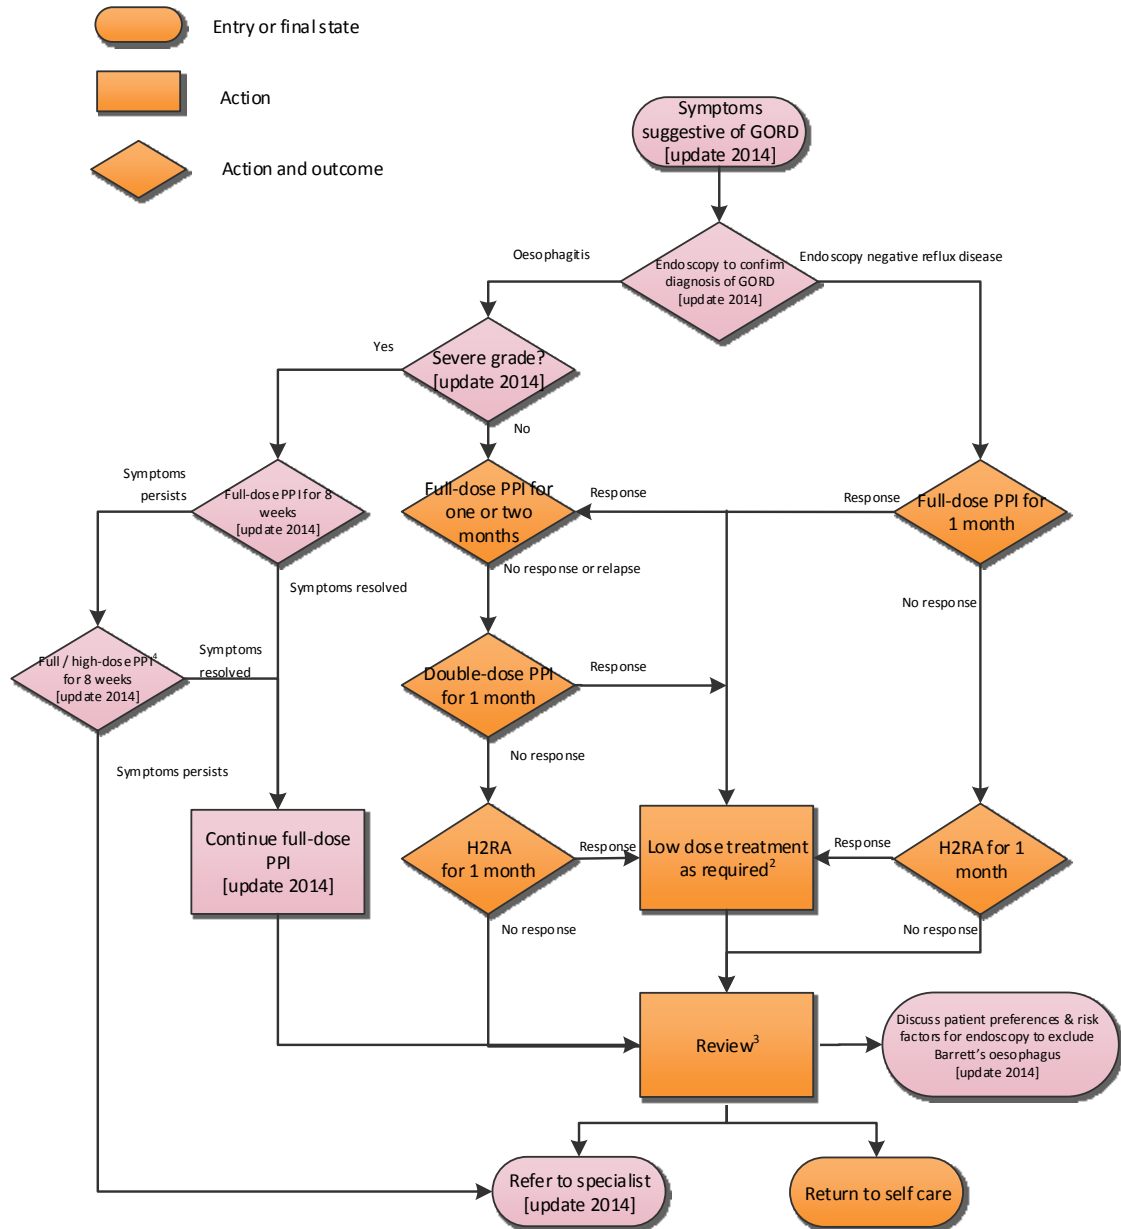 Entry or final state
Action
Action and outcome
Symptoms
suggestive of GORD
[update 2014]
Oesophagitis
Endoscopy to confirm
diagnosis of GORD
[update 2014]
Endoscopy negative reflux disease
Yes
Severe grade?
[update 2014]
No
Symptoms
persists
Full-dose PPI for 8
weeks
[update 2014]
Full-dose PPI for
one or two
months
Response
Response
Full-dose PPI for
1 month
Symptoms resolved
No response or relapse
No response
Full / high-dose PPI4
for 8 weeks
[update 2014]
Symptoms
resolved
Double-dose PPI
for 1 month
Response
Symptoms persists
No response
Continue full-dose
PPI
[update 2014]
H2RA
for 1 month
Response
Low dose treatment
as required2
Response
H2RA for 1
month
No response
No response
Review3
Discuss patient preferences & risk
factors for endoscopy to exclude
Barrett's oesophagus
[update 2014]
Refer to specialist
[update 2014]
Return to self care